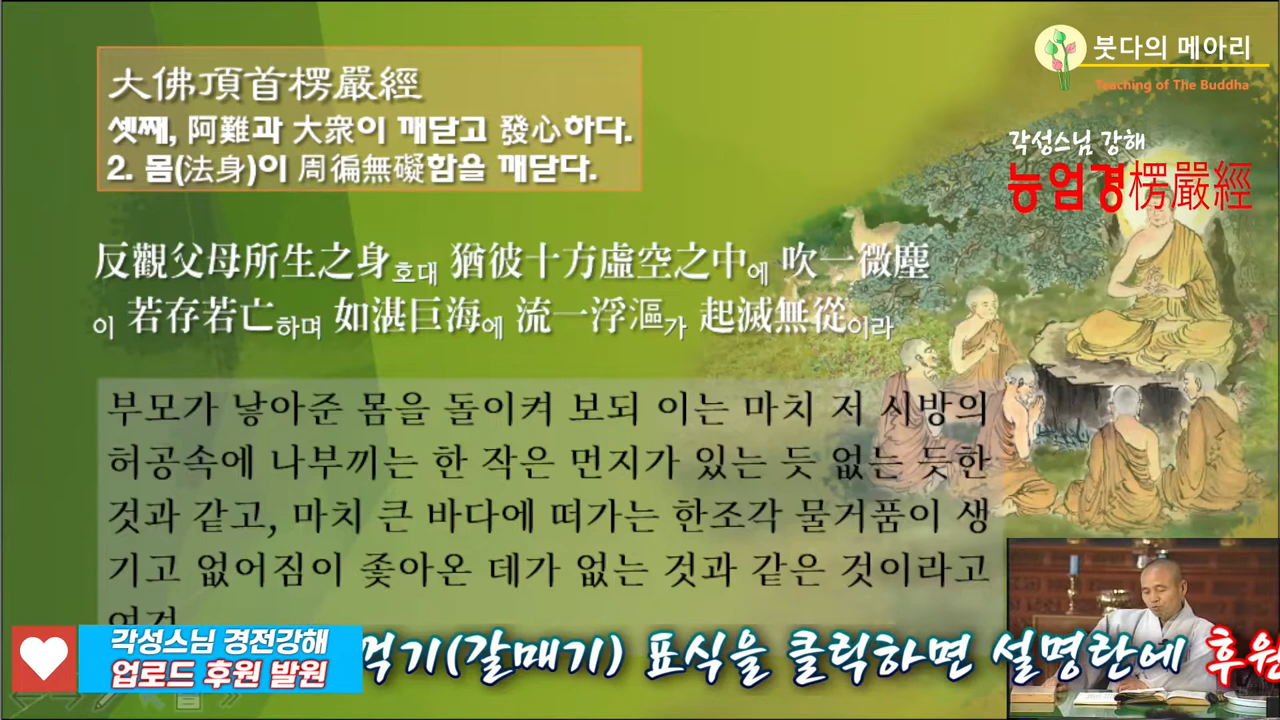 大佛頂首楞嚴經
셋째, 阿難과 大衆이 깨닫고 發心하다.
2. 몸(法身)이 周徧無礙함을 깨닫다.
붓다의 메아리
Teaching of The Buddha
각성스님 강해
능엄경楞嚴經
反觀父母所生之身호대 猶彼十方虛空之中에 吹一微塵
이 若存若亡하며 如湛巨海에 流一浮漚가 起滅無從이라
부모가 낳아준 몸을 돌이켜 보되 이는 마치 저 시방의
허공속에 나부끼는 한 작은 먼지가 있는 듯 없는 듯한
것과 같고, 마치 큰 바다에 떠가는 한조각 물거품이 생
기고 없어짐이 좇아온 데가 없는 것과 같은 것이라고
각성스님 경전강해
업로드 후원 발원
꺾기(갈매기) 표식을 클릭하면 설명란에 후원